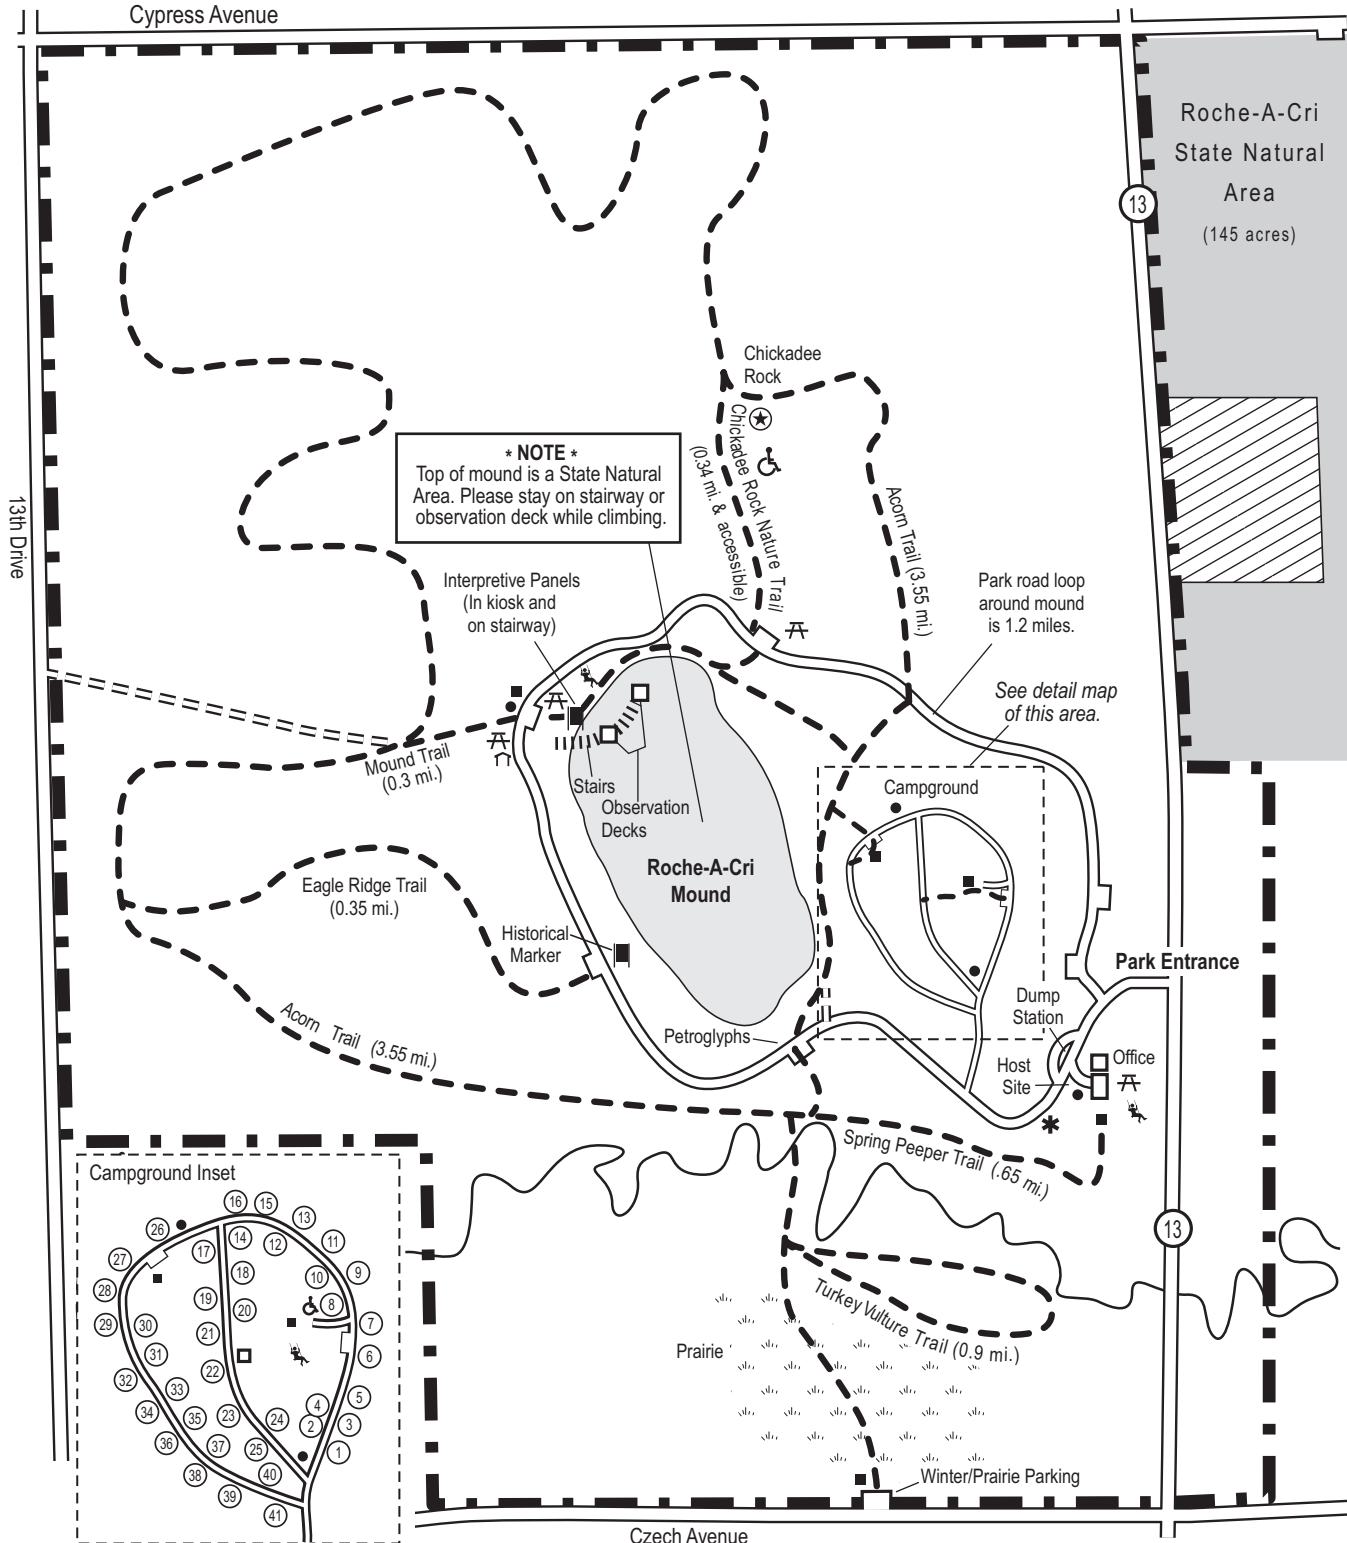 Cypress Avenue
Roche-A-Cri
State Natural
Area
(145 acres)
13
Chickadee
Rock
Chickadee Rock Nature Trail
(0.34 mi. & accessible)
* NOTE *
Top of mound is a State Natural
Area. Please stay on stairway or
observation deck while climbing.
13th Drive
Acorn Trail (3.55 mi.)
Interpretive Panels
(In kiosk and
on stairway)
Park road loop
around mound
is 1.2 miles.
See detail map
of this area.
Mound Trail
(0.3 mi.)
Stairs
Observation
Decks
Campground
Roche-A-Cri
Mound
Eagle Ridge Trail
(0.35 mi.)
Historical
Marker
Park Entrance
Dump
Station
Acorn Trail (3.55 mi.)
Petroglyphs
Office
Host
Site
Spring Peeper Trail (.65 mi.)
Campground Inset
16
15
13
26
14
12
11
17
27
18
10
9
28
19
20
8
29
30
21
7
31
6
32
22
33
5
34
4
35
23
24
2
3
36
37
25
1
38
40
39
41
13
Turkey Vulture Trail (0.9 mi.)
Prairie
Winter/Prairie Parking
Czech Avenue